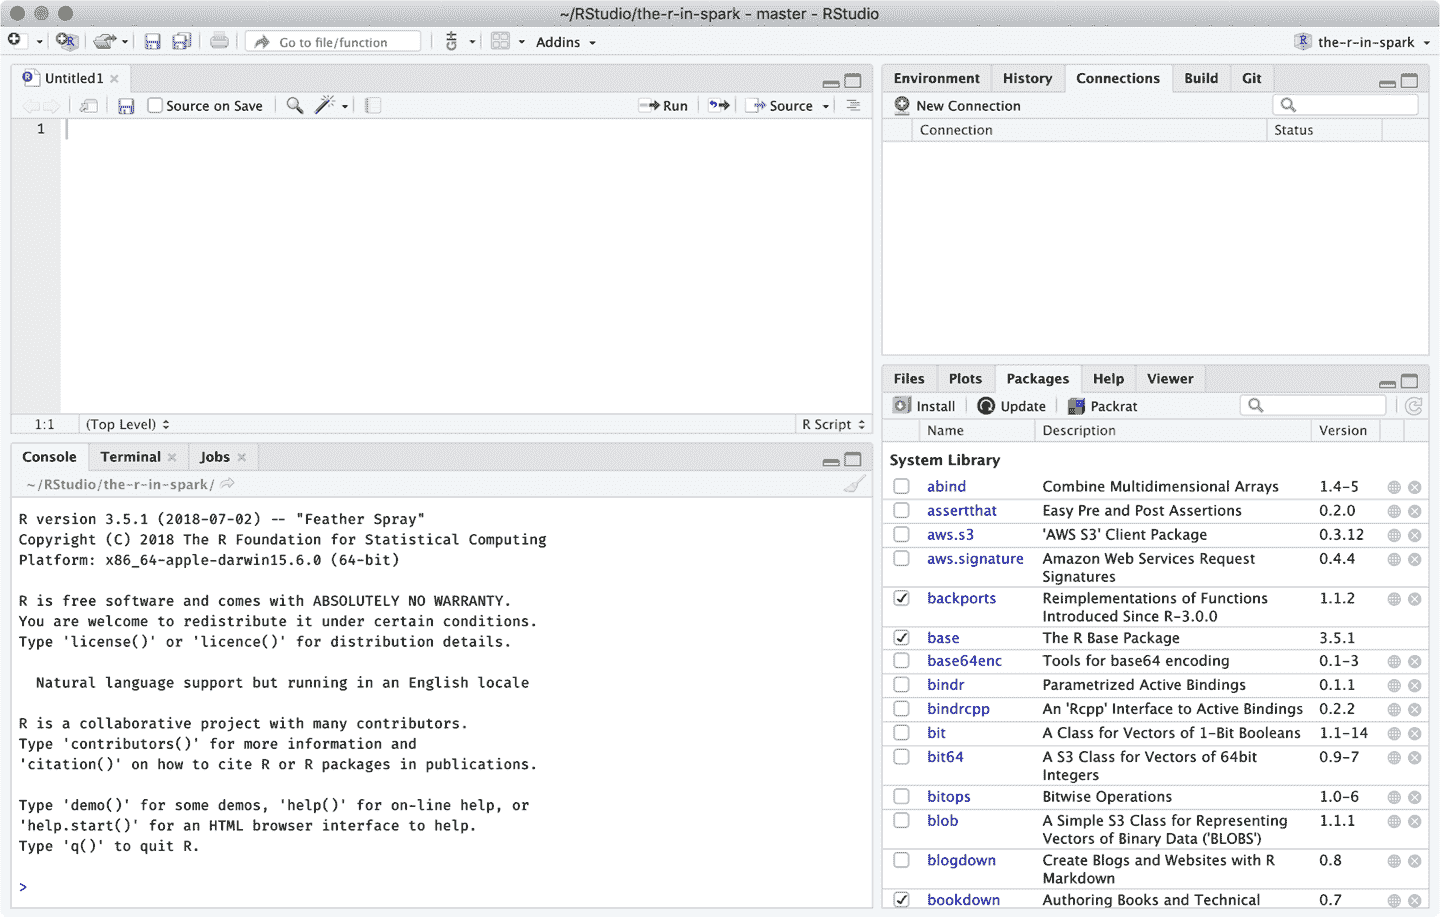 ~/RStudio/the-r-in-spark - master - RStudio
Go to file/function
Addins
the-r-in-spark
Untitled1
Source on Save
Run
Source
1
1:1
(Top Level)
R Script
Console
Terminal
Jobs
~/RStudio/the-r-in-spark/
R version 3.5.1 (2018-07-02) -- "Feather Spray"
Copyright (C) 2018 The R Foundation for Statistical Computing
Platform: x86_64-apple-darwin15.6.0 (64-bit)
R is free software and comes with ABSOLUTELY NO WARRANTY.
You are welcome to redistribute it under certain conditions.
Type 'license()' or 'licence()' for distribution details.
Natural language support but running in an English locale
R is a collaborative project with many contributors.
Type 'contributors()' for more information and
'citation()' on how to cite R or R packages in publications.
Type 'demo()' for some demos, 'help()' for on-line help, or
'help.start()' for an HTML browser interface to help.
Type 'q()' to quit R.
>
Environment
History
Connections
Build
Git
New Connection
Connection
Status
Files
Plots
Packages
Help
Viewer
Install
Update
Packrat
Name
Description
Version
System Library
abind Combine Multidimensional Arrays 1.4-5
assertthat Easy Pre and Post Assertions 0.2.0
aws.s3 'AWS S3' Client Package 0.3.12
aws.signature Amazon Web Services Request 0.4.4
Signatures
backports Reimplementations of Functions 1.1.2
Introduced Since R-3.0.0
base The R Base Package 3.5.1
base64enc Tools for base64 encoding 0.1-3
bindr Parametrized Active Bindings 0.1.1
bindrcpp An 'Rcpp' Interface to Active Bindings 0.2.2
bit A Class for Vectors of 1-Bit Booleans 1.1-14
bit64 A S3 Class for Vectors of 64bit 0.9-7
Integers
bitops Bitwise Operations 1.0-6
blob A Simple S3 Class for Representing 1.1.1
Vectors of Binary Data ('BLOBS')
blogdown Create Blogs and Websites with R 0.8
Markdown
bookdown Authoring Books and Technical 0.7